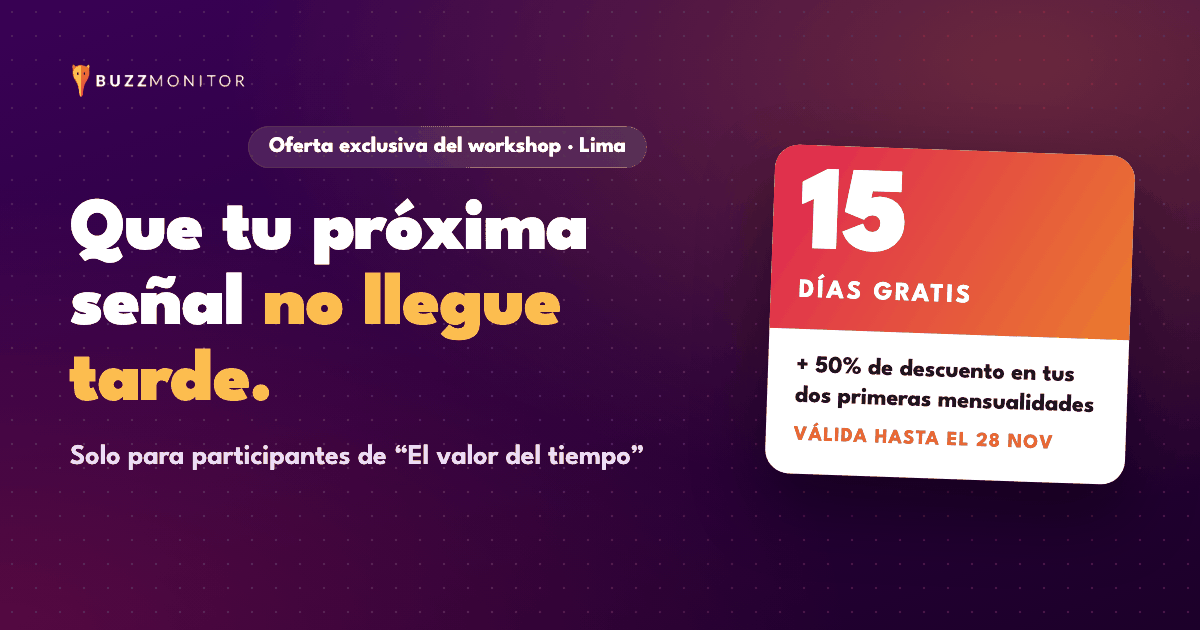 BUZZMONITOR
Oferta exclusiva del workshop · Lima
Que tu próxima
señal no llegue
tarde.
Solo para participantes de “El valor del tiempo”
15
DÍAS GRATIS
+ 50% de descuento en tus
dos primeras mensualidades
VÁLIDA HASTA EL 28 NOV